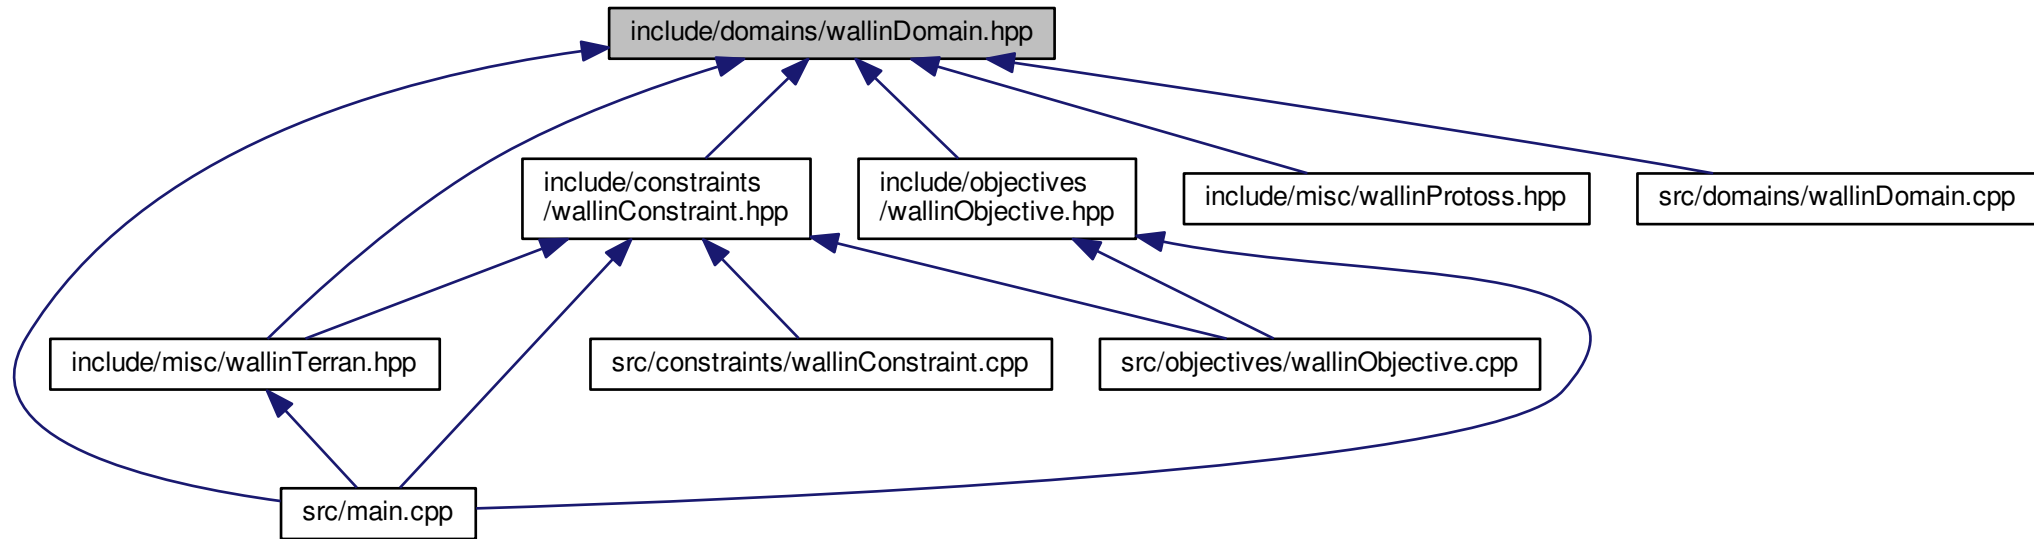 include/domains/wallinDomain.hpp
include/constraints
/wallinConstraint.hpp
include/objectives
/wallinObjective.hpp
include/misc/wallinProtoss.hpp
src/domains/wallinDomain.cpp
include/misc/wallinTerran.hpp
src/constraints/wallinConstraint.cpp
src/objectives/wallinObjective.cpp
src/main.cpp